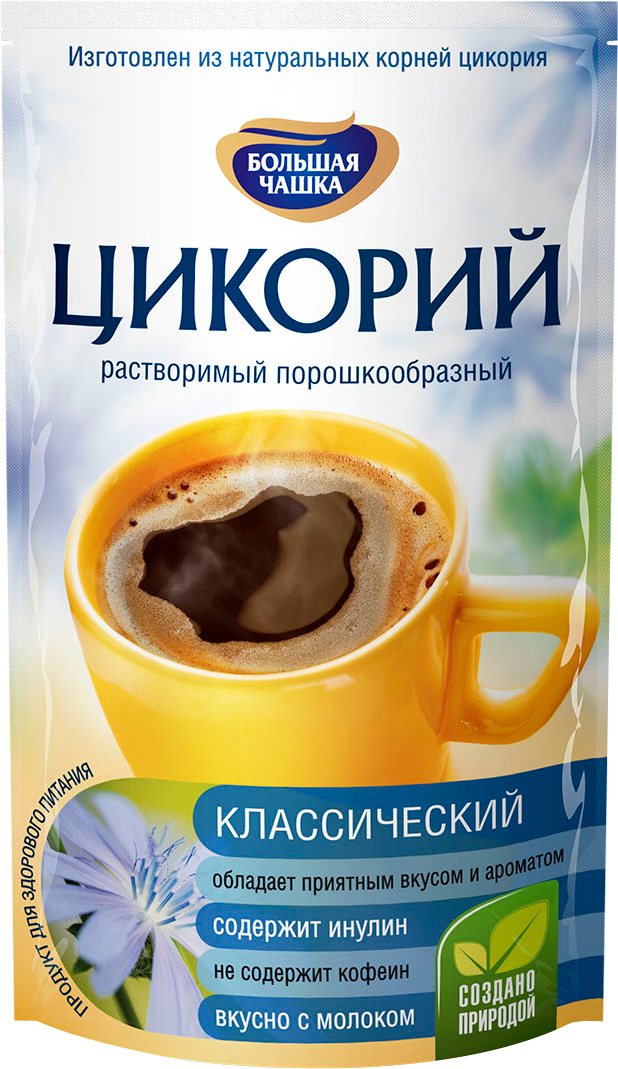 Изготовлен из натуральных корней цикория
БОЛЬШАЯ
ЧАШКА
ЦИКОРИЙ
растворимый порошкообразный
ПРОДУКТ ДЛЯ ЗДОРОВОГО ПИТАНИЯ
КЛАССИЧЕСКИЙ
обладает приятным вкусом и ароматом
содержит инулин
не содержит кофеин
вкусно с молоком
СОЗДАНО
ПРИРОДОЙ